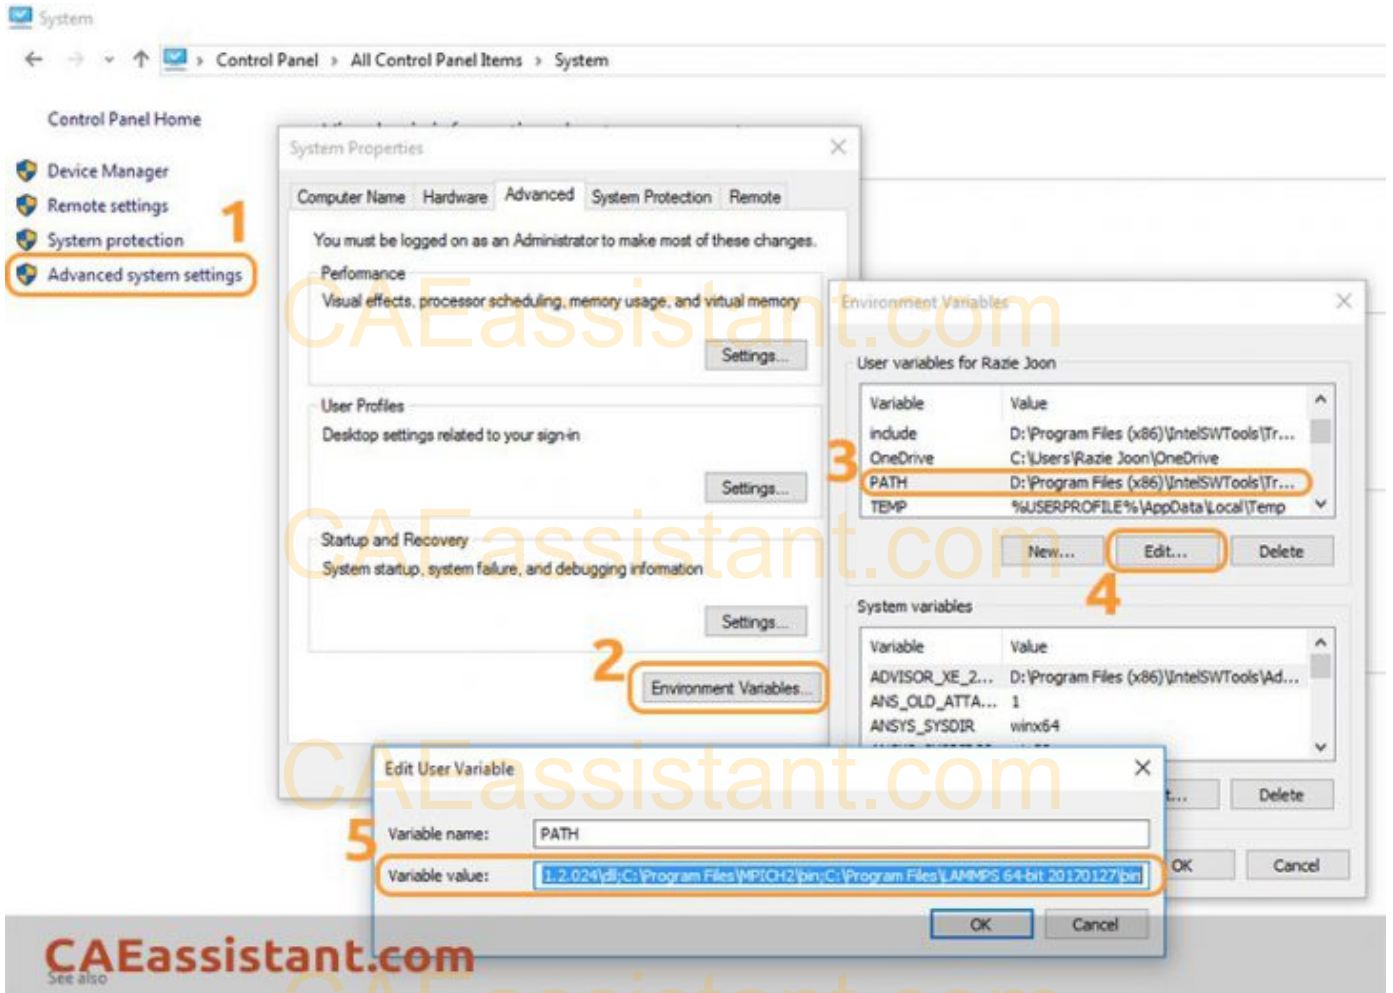 System
Control Panel > All Control Panel Items > System
Control Panel Home
Device Manager
Remote settings
System protection
Advanced system settings
1
System Properties
Computer Name Hardware Advanced System Protection Remote
You must be logged on as an Administrator to make most of these changes.
Performance
Visual effects, processor scheduling, memory usage, and virtual memory
Settings...
User Profiles
Desktop settings related to your sign-in
Settings...
Startup and Recovery
System startup, system failure, and debugging information
Settings...
2
Environment Variables...
Environment Variables
User variables for Razie Joon
Variable Value
include D:\Program Files (x86)\IntelSWTools\Tr...
OneDrive C:\Users\Razie Joon\OneDrive
3
PATH D:\Program Files (x86)\IntelSWTools\Tr...
TEMP %USERPROFILE%\AppData\Local\Temp
New... Edit... Delete
4
System variables
Variable Value
ADVISOR_XE_2... D:\Program Files (x86)\IntelSWTools\Ad...
ANS_OLD_ATTA... 1
ANSYS_SYSDIR winx64
Delete
OK Cancel
Edit User Variable
5
Variable name: PATH
Variable value: 1.2.024\dll;C:\Program Files\MPICH2\bin;C:\Program Files\LAMMPS 64-bit 20170127\bin
OK Cancel
CAEassistant.com
CAEassistant.com
CAEassistant.com
CAEassistant.com
See also